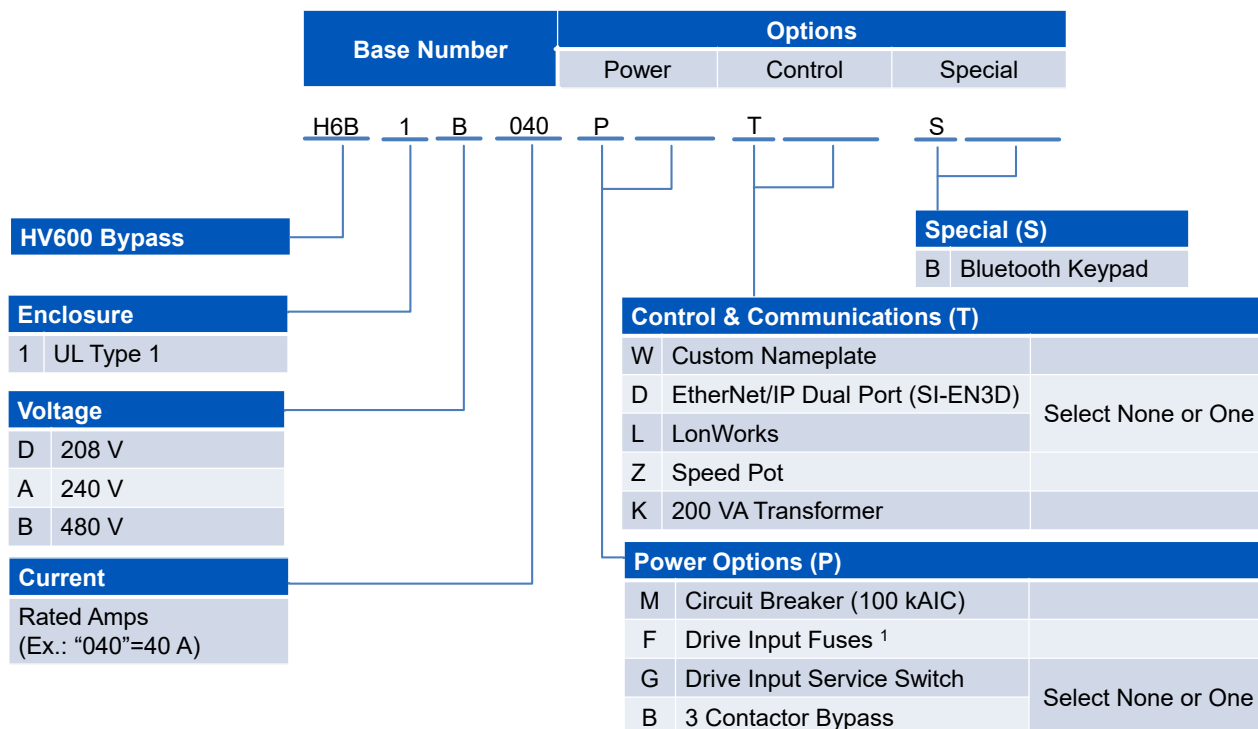 Base Number
Options
Power Control Special
H6B 1 B 040 P T S
HV600 Bypass
Enclosure
1 UL Type 1
Voltage
D 208 V
A 240 V
B 480 V
Current
Rated Amps
(Ex.: “040”=40 A)
Special (S)
B Bluetooth Keypad
Control & Communications (T)
W Custom Nameplate
D EtherNet/IP Dual Port (SI-EN3D)
Select None or One
L LonWorks
Z Speed Pot
K 200 VA Transformer
Power Options (P)
M Circuit Breaker (100 kAIC)
F Drive Input Fuses ¹
G Drive Input Service Switch
Select None or One
B 3 Contactor Bypass